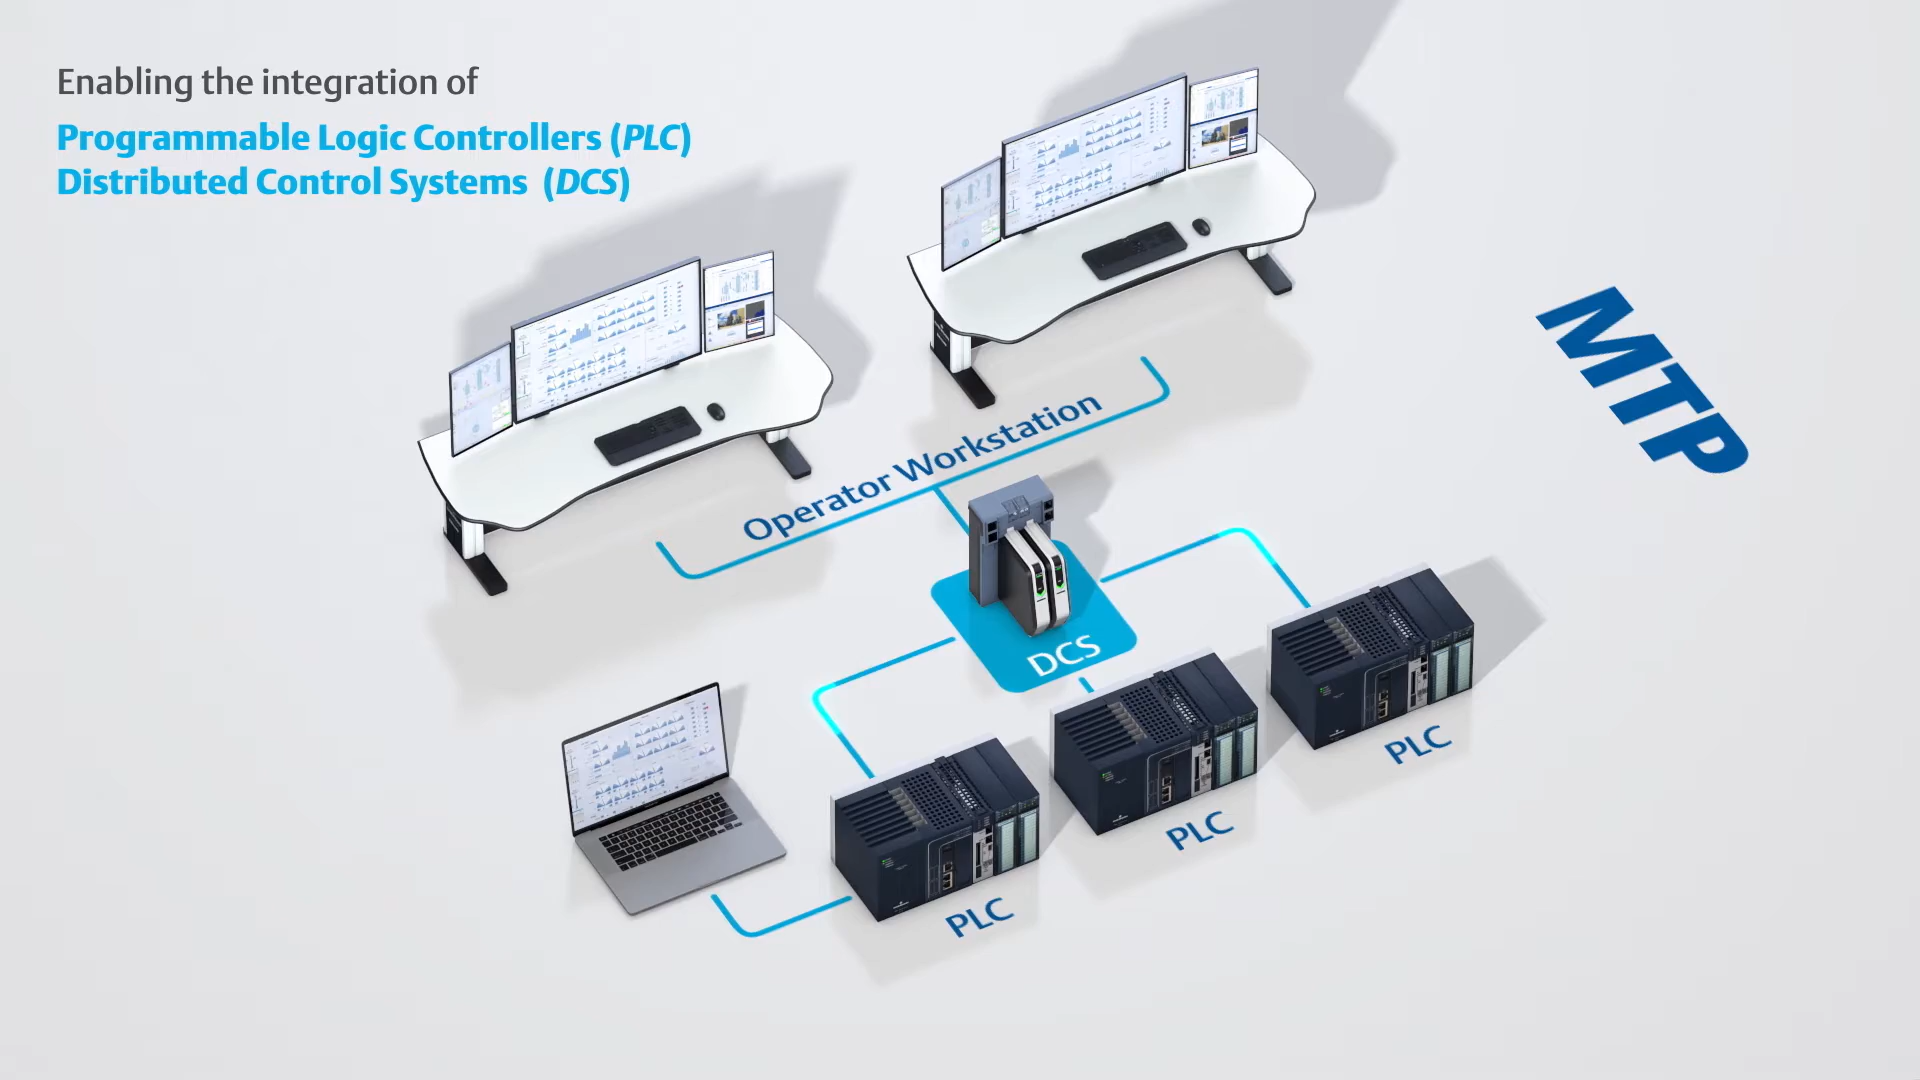 Enabling the integration of
Programmable Logic Controllers (PLC)
Distributed Control Systems (DCS)
MTP
Operator Workstation
DCS
PLC
PLC
PLC